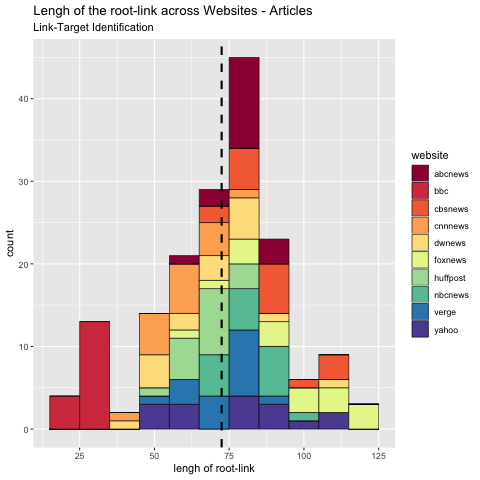 Lengh of the root-link across Websites - Articles
Link-Target Identification
count
40
30
20
10
0
25
50
75
100
125
lengh of root-link
website
abcnews
bbc
cbsnews
cnnnews
dwnews
foxnews
huffpost
nbcnews
verge
yahoo